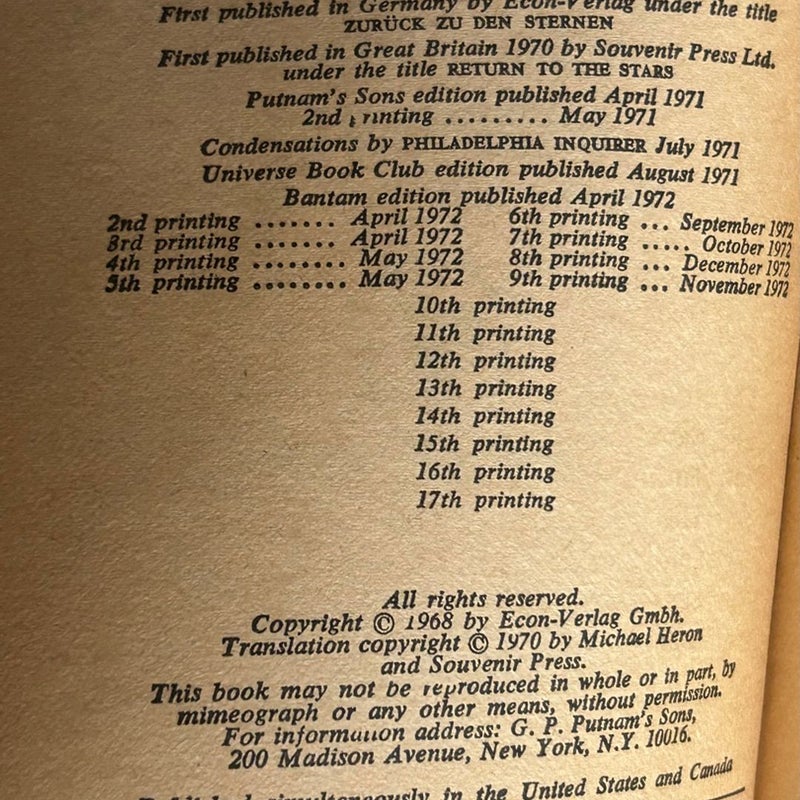 First published in Germany by Econ-Verlag under the title
ZURÜCK ZU DEN STERNEN
First published in Great Britain 1970 by Souvenir Press Ltd.
under the title RETURN TO THE STARS
Putnam's Sons edition published April 1971
2nd printing ......... May 1971
Condensations by PHILADELPHIA INQUIRER July 1971
Universe Book Club edition published August 1971
Bantam edition published April 1972
2nd printing ....... April 1972 6th printing ... September 1972
3rd printing ....... April 1972 7th printing ..... October 1972
4th printing ........ May 1972 8th printing ... December 1972
5th printing ........ May 1972 9th printing ... November 1972
10th printing
11th printing
12th printing
13th printing
14th printing
15th printing
16th printing
17th printing
All rights reserved.
Copyright © 1968 by Econ-Verlag Gmbh.
Translation copyright © 1970 by Michael Heron
and Souvenir Press.
This book may not be reproduced in whole or in part, by
mimeograph or any other means, without permission.
For information address: G. P. Putnam's Sons,
200 Madison Avenue, New York, N.Y. 10016.
Published simultaneously in the United States and Canada